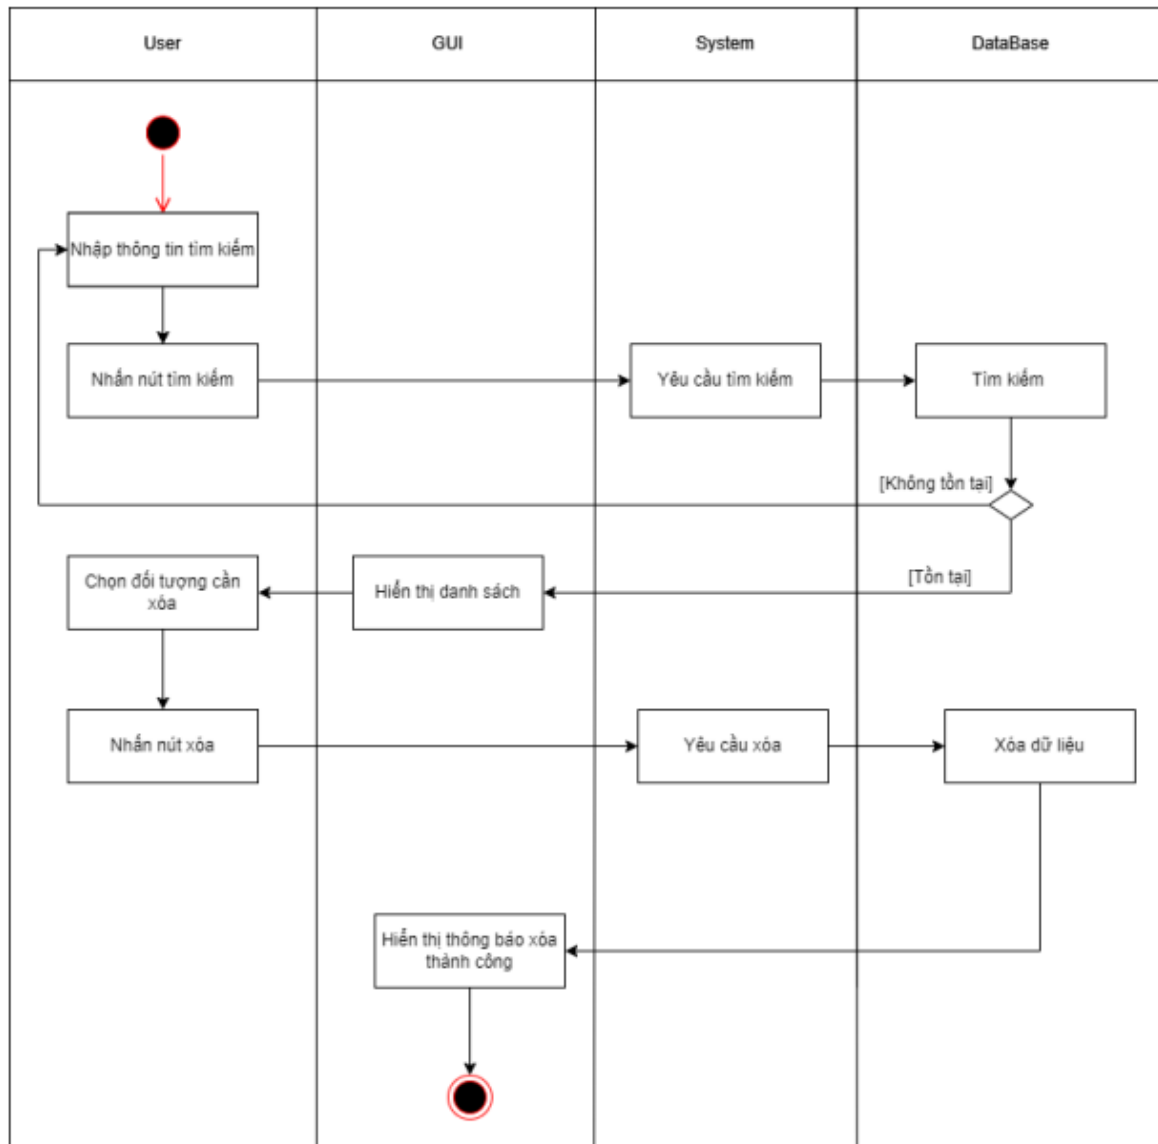 User
GUI
System
DataBase
Nhập thông tin tìm kiếm
Nhấn nút tìm kiếm
Yêu cầu tìm kiếm
Tìm kiếm
[Không tồn tại]
[Tồn tại]
Chọn đối tượng cần
xóa
Hiển thị danh sách
Nhấn nút xóa
Yêu cầu xóa
Xóa dữ liệu
Hiển thị thông báo xóa
thành công